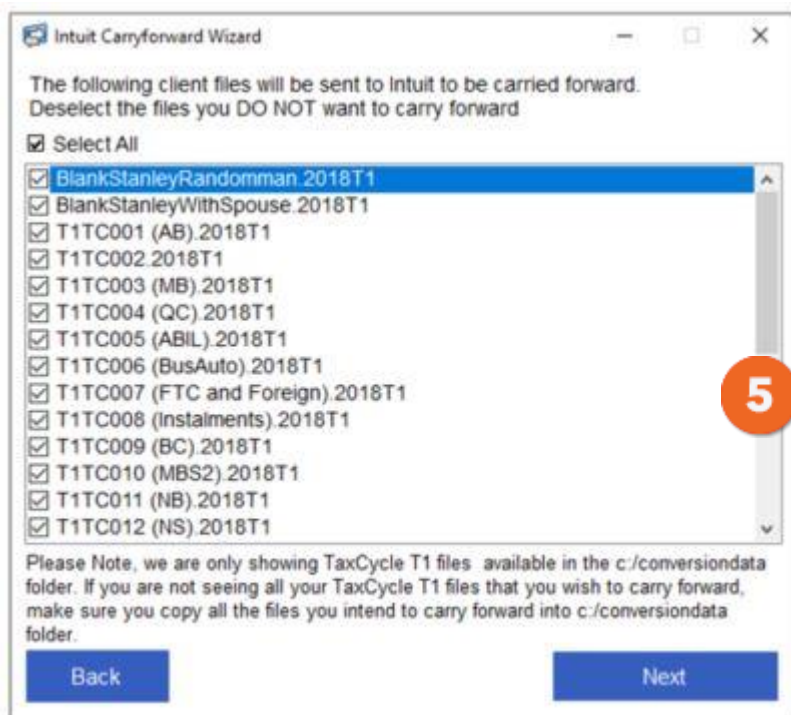 Intuit Carryforward Wizard
The following client files will be sent to Intuit to be carried forward.
Deselect the files you DO NOT want to carry forward
Select All
BlankStanleyRandomman.2018T1
BlankStanleyWithSpouse.2018T1
T1TC001 (AB).2018T1
T1TC002.2018T1
T1TC003 (MB).2018T1
T1TC004 (QC).2018T1
T1TC005 (ABIL).2018T1
T1TC006 (BusAuto).2018T1
T1TC007 (FTC and Foreign).2018T1
5
T1TC008 (Instalments).2018T1
T1TC009 (BC).2018T1
T1TC010 (MBS2).2018T1
T1TC011 (NB).2018T1
T1TC012 (NS).2018T1
Please Note, we are only showing TaxCycle T1 files available in the c:/conversiondata
folder. If you are not seeing all your TaxCycle T1 files that you wish to carry forward,
make sure you copy all the files you intend to carry forward into c:/conversiondata
folder.
Back
Next